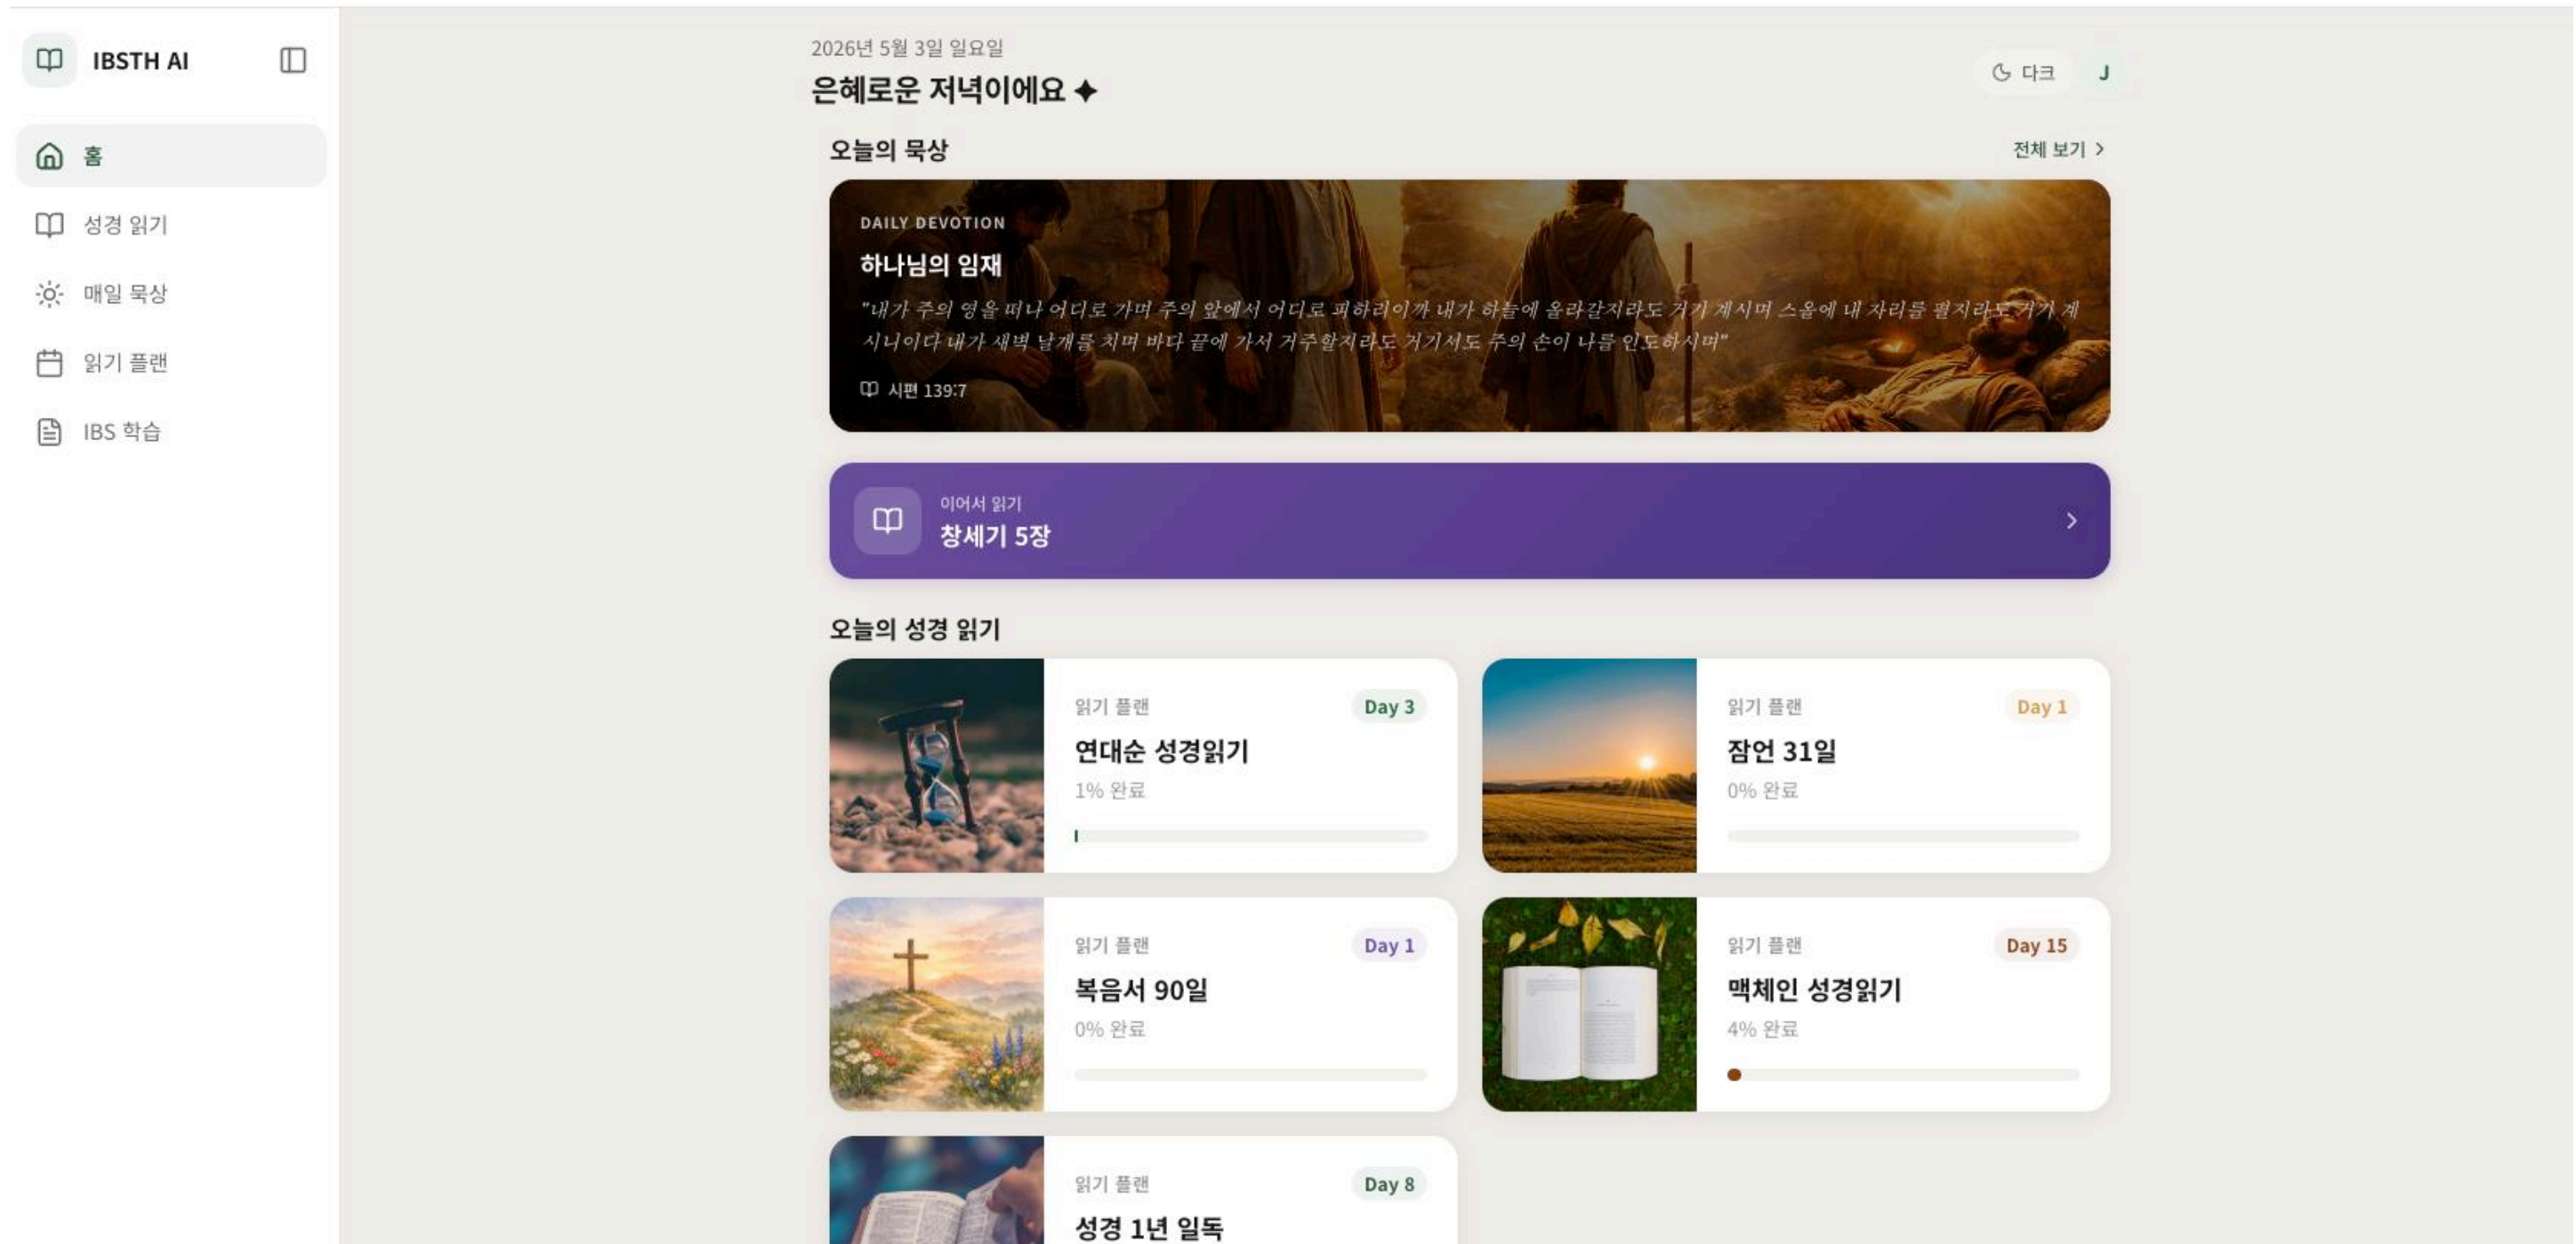 IBSTH AI
홈
성경 읽기
매일 묵상
읽기 플랜
IBS 학습
2026년 5월 3일 일요일
은혜로운 저녁이에요 ✦
다크
J
오늘의 묵상
전체 보기 >
DAILY DEVOTION
하나님의 임재
"내가 주의 영을 떠나 어디로 가며 주의 앞에서 어디로 피하리이까 내가 하늘에 올라갈지라도 거기 계시며 스올에 내 자리를 펼지라도 거기 계
시니이다 내가 새벽 날개를 치며 바다 끝에 가서 거주할지라도 거기서도 주의 손이 나를 인도하시며"
시편 139:7
이어서 읽기
창세기 5장
오늘의 성경 읽기
읽기 플랜
Day 3
연대순 성경읽기
1% 완료
읽기 플랜
Day 1
잠언 31일
0% 완료
읽기 플랜
Day 1
복음서 90일
0% 완료
읽기 플랜
Day 15
맥체인 성경읽기
4% 완료
읽기 플랜
Day 8
성경 1년 일독